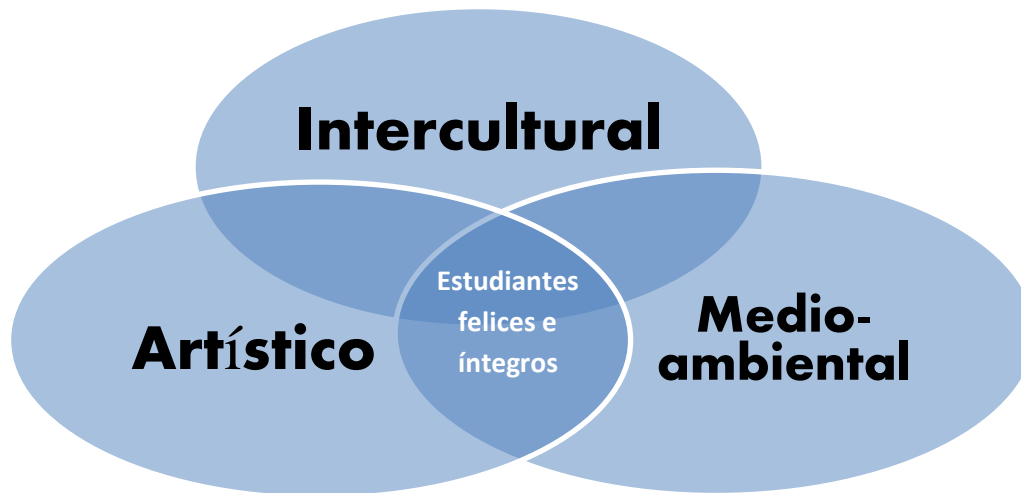 Intercultural
Estudiantes
felices e
íntegros
Artístico
Medio-
ambiental